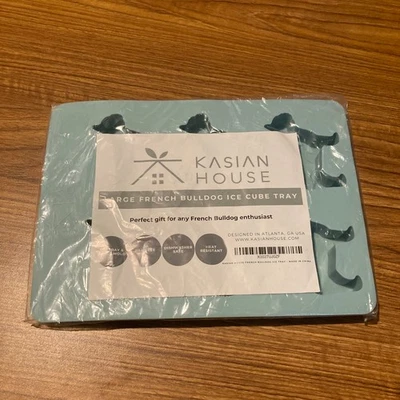 KASIAN
HOUSE
LARGE FRENCH BULLDOG ICE CUBE TRAY
Perfect gift for any French Bulldog enthusiast
DESIGNED IN ATLANTA, GA USA
WWW.KASIANHOUSE.COM
DISHWASHER
SAFE
HEAT
RESISTANT